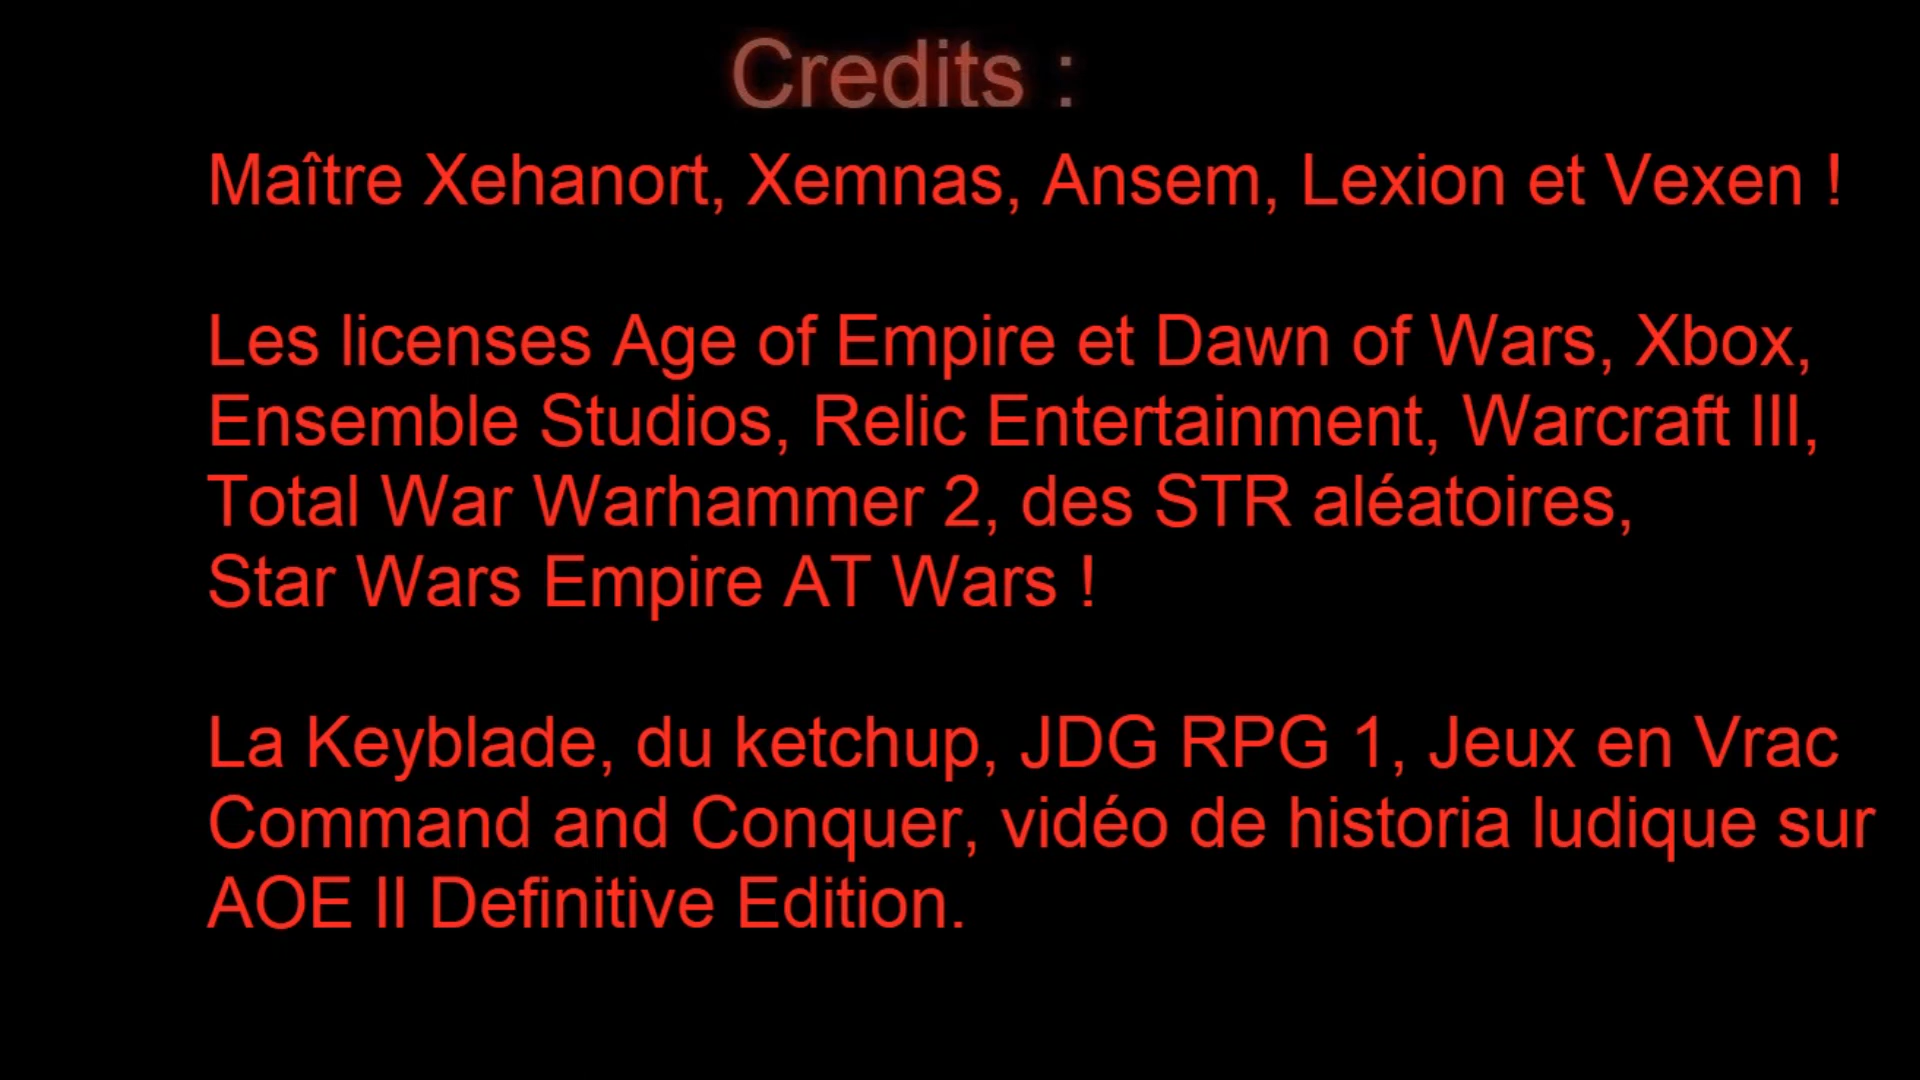 Credits :
Maître Xehanort, Xemnas, Ansem, Lexion et Vexen !
Les licenses Age of Empire et Dawn of Wars, Xbox,
Ensemble Studios, Relic Entertainment, Warcraft III,
Total War Warhammer 2, des STR aléatoires,
Star Wars Empire AT Wars !
La Keyblade, du ketchup, JDG RPG 1, Jeux en Vrac
Command and Conquer, vidéo de historia ludique sur
AOE II Definitive Edition.